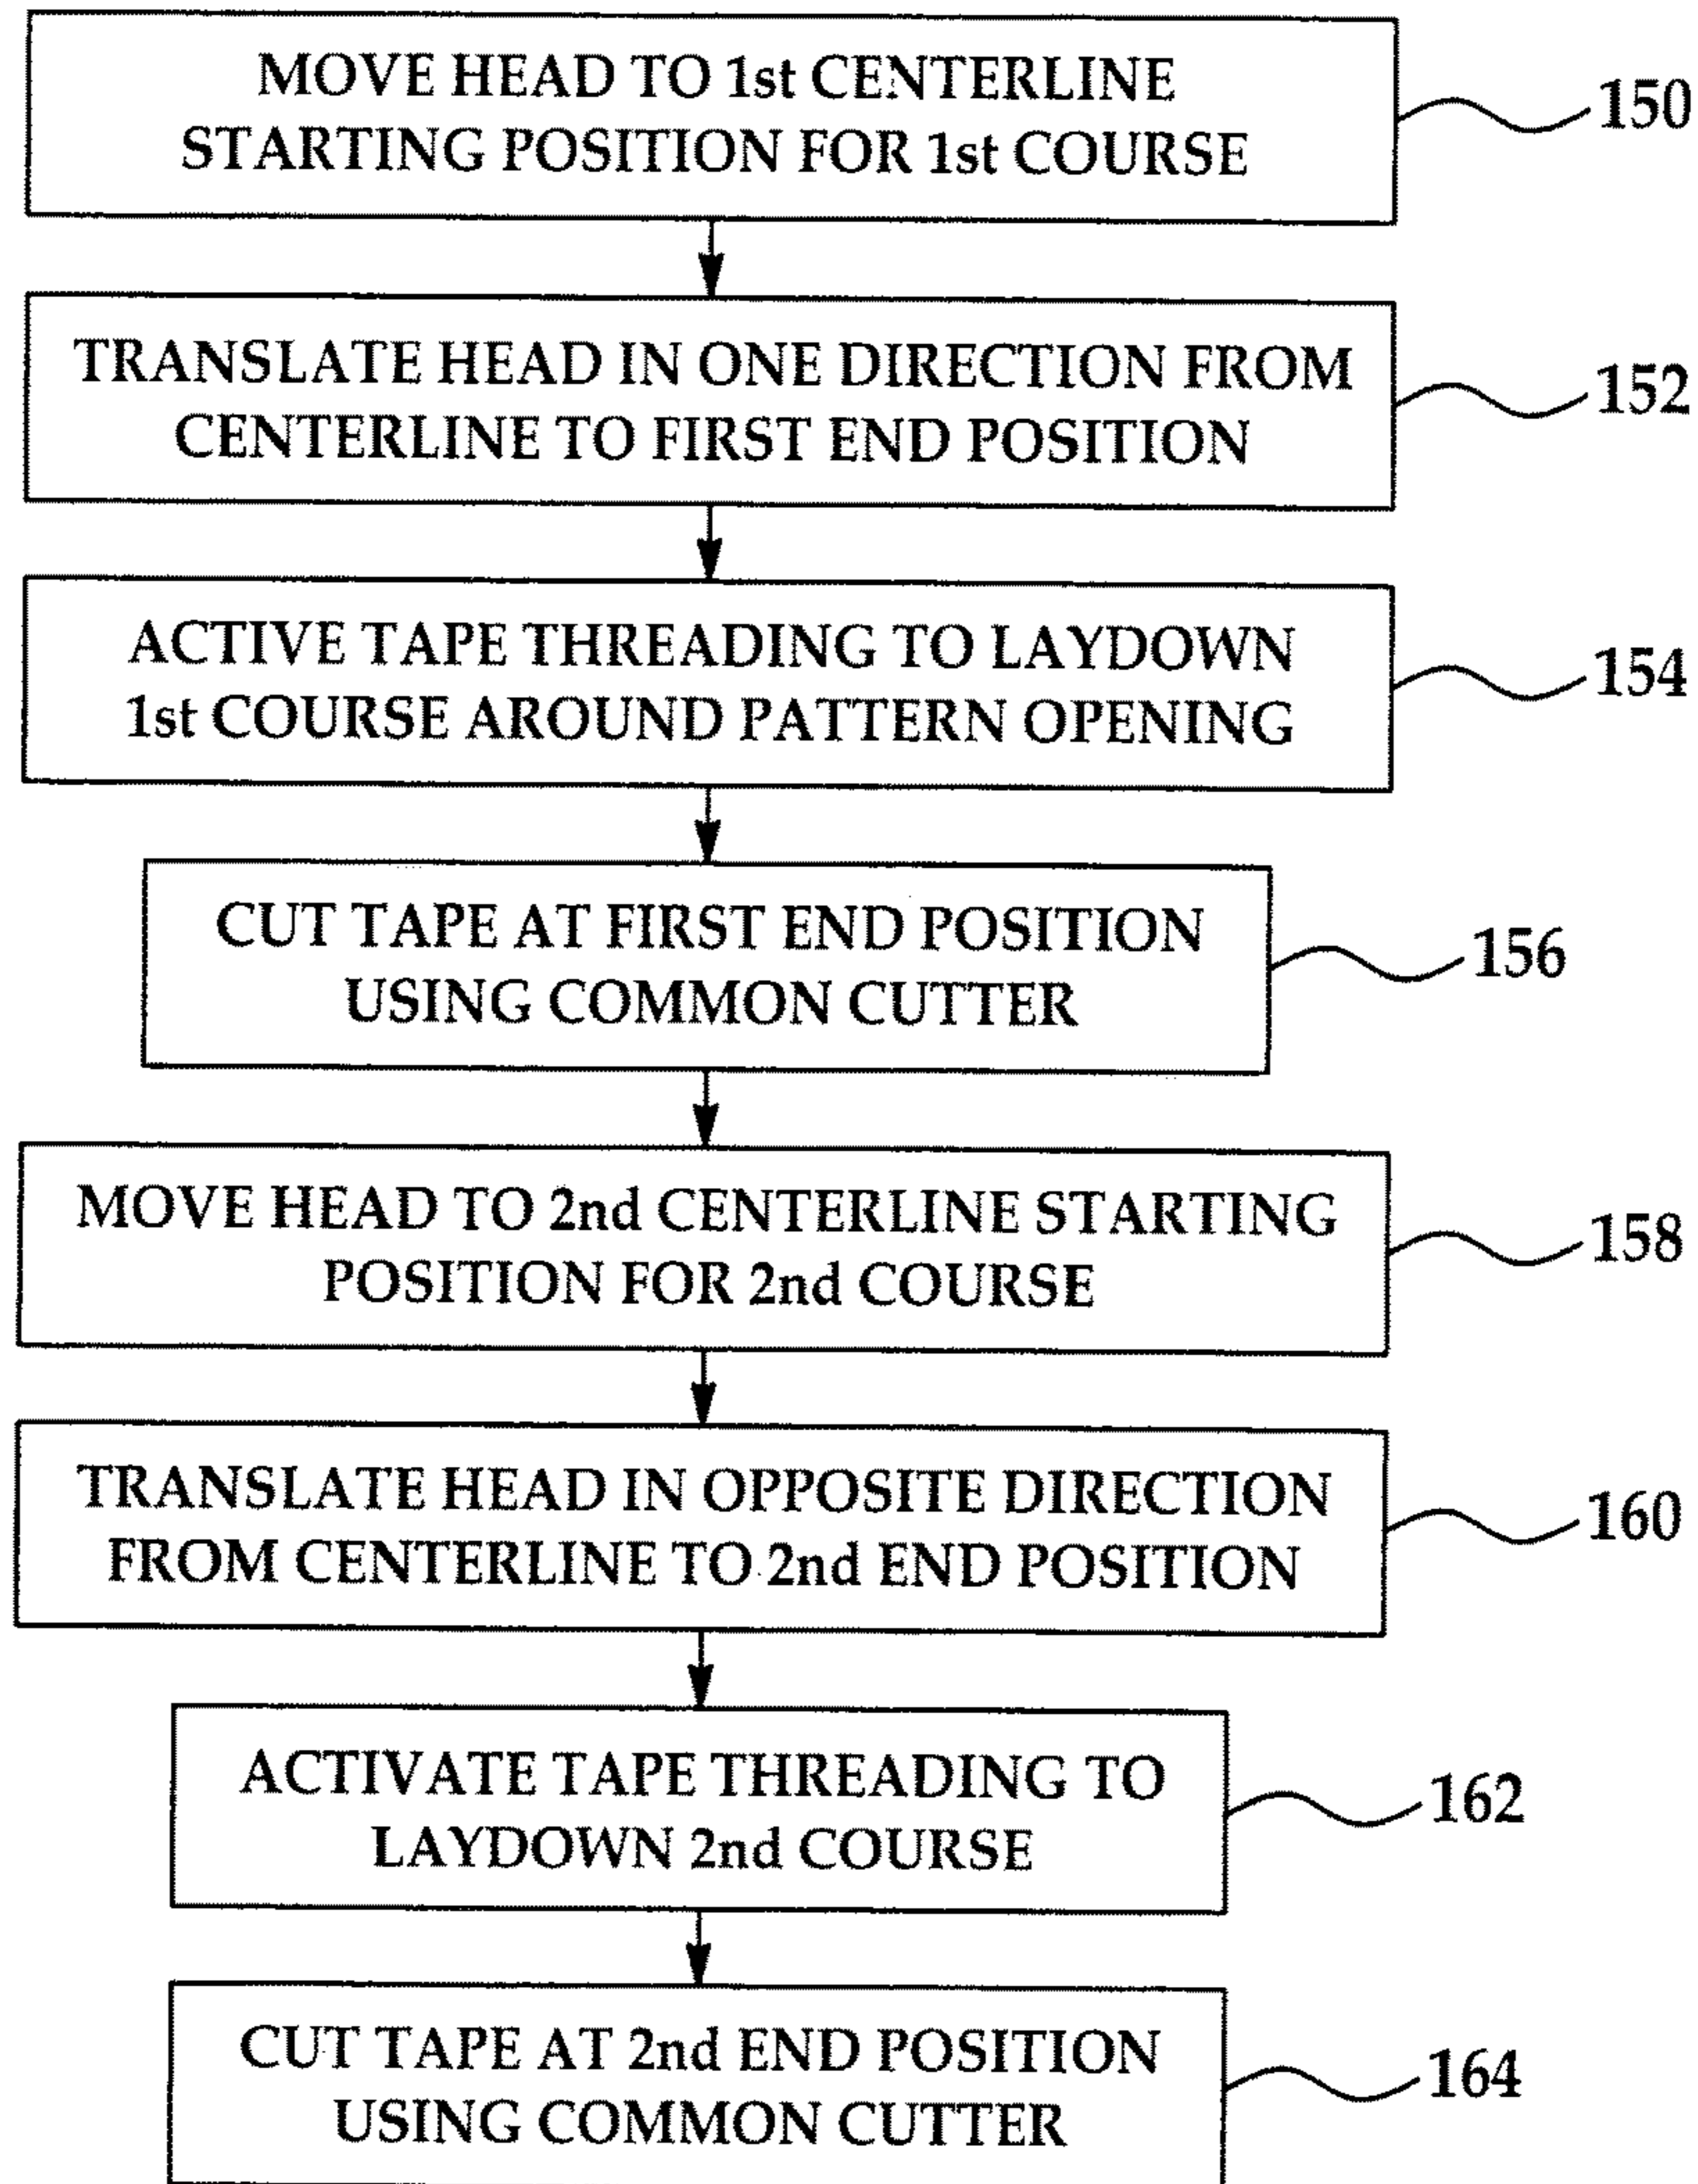 MOVE HEAD TO 1st CENTERLINE
STARTING POSITION FOR 1st COURSE
150
TRANSLATE HEAD IN ONE DIRECTION FROM
CENTERLINE TO FIRST END POSITION
152
ACTIVE TAPE THREADING TO LAYDOWN
1st COURSE AROUND PATTERN OPENING
154
CUT TAPE AT FIRST END POSITION
USING COMMON CUTTER
156
MOVE HEAD TO 2nd CENTERLINE STARTING
POSITION FOR 2nd COURSE
158
TRANSLATE HEAD IN OPPOSITE DIRECTION
FROM CENTERLINE TO 2nd END POSITION
160
ACTIVATE TAPE THREADING TO
LAYDOWN 2nd COURSE
162
CUT TAPE AT 2nd END POSITION
USING COMMON CUTTER
164